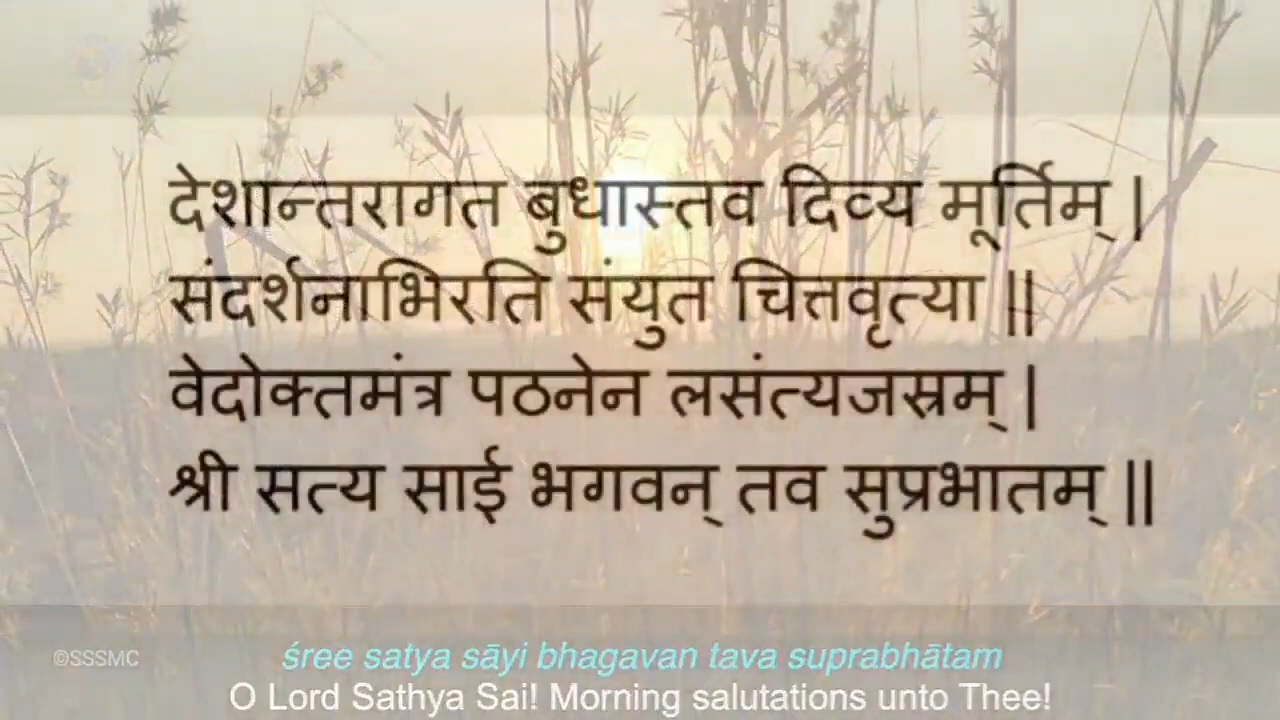 देशान्तरागत बुधास्तव दिव्य मूर्तिम् |
संदर्शनाभिरति संयुत चित्तवृत्या ||
वेदोक्तमंत्र पठनेन लसंत्यजस्रम् |
श्री सत्य साई भगवन् तव सुप्रभातम् ||
©SSSMC
śree satya sāyi bhagavan tava suprabhātam
O Lord Sathya Sai! Morning salutations unto Thee!